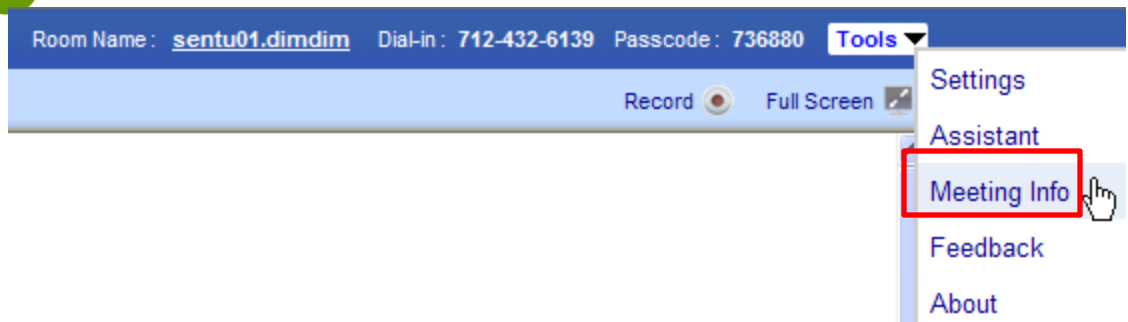 Room Name: sentu01.dimdim Dial-in: 712-432-6139 Passcode: 736880 Tools
Record Full Screen
Settings
Assistant
Meeting Info
Feedback
About